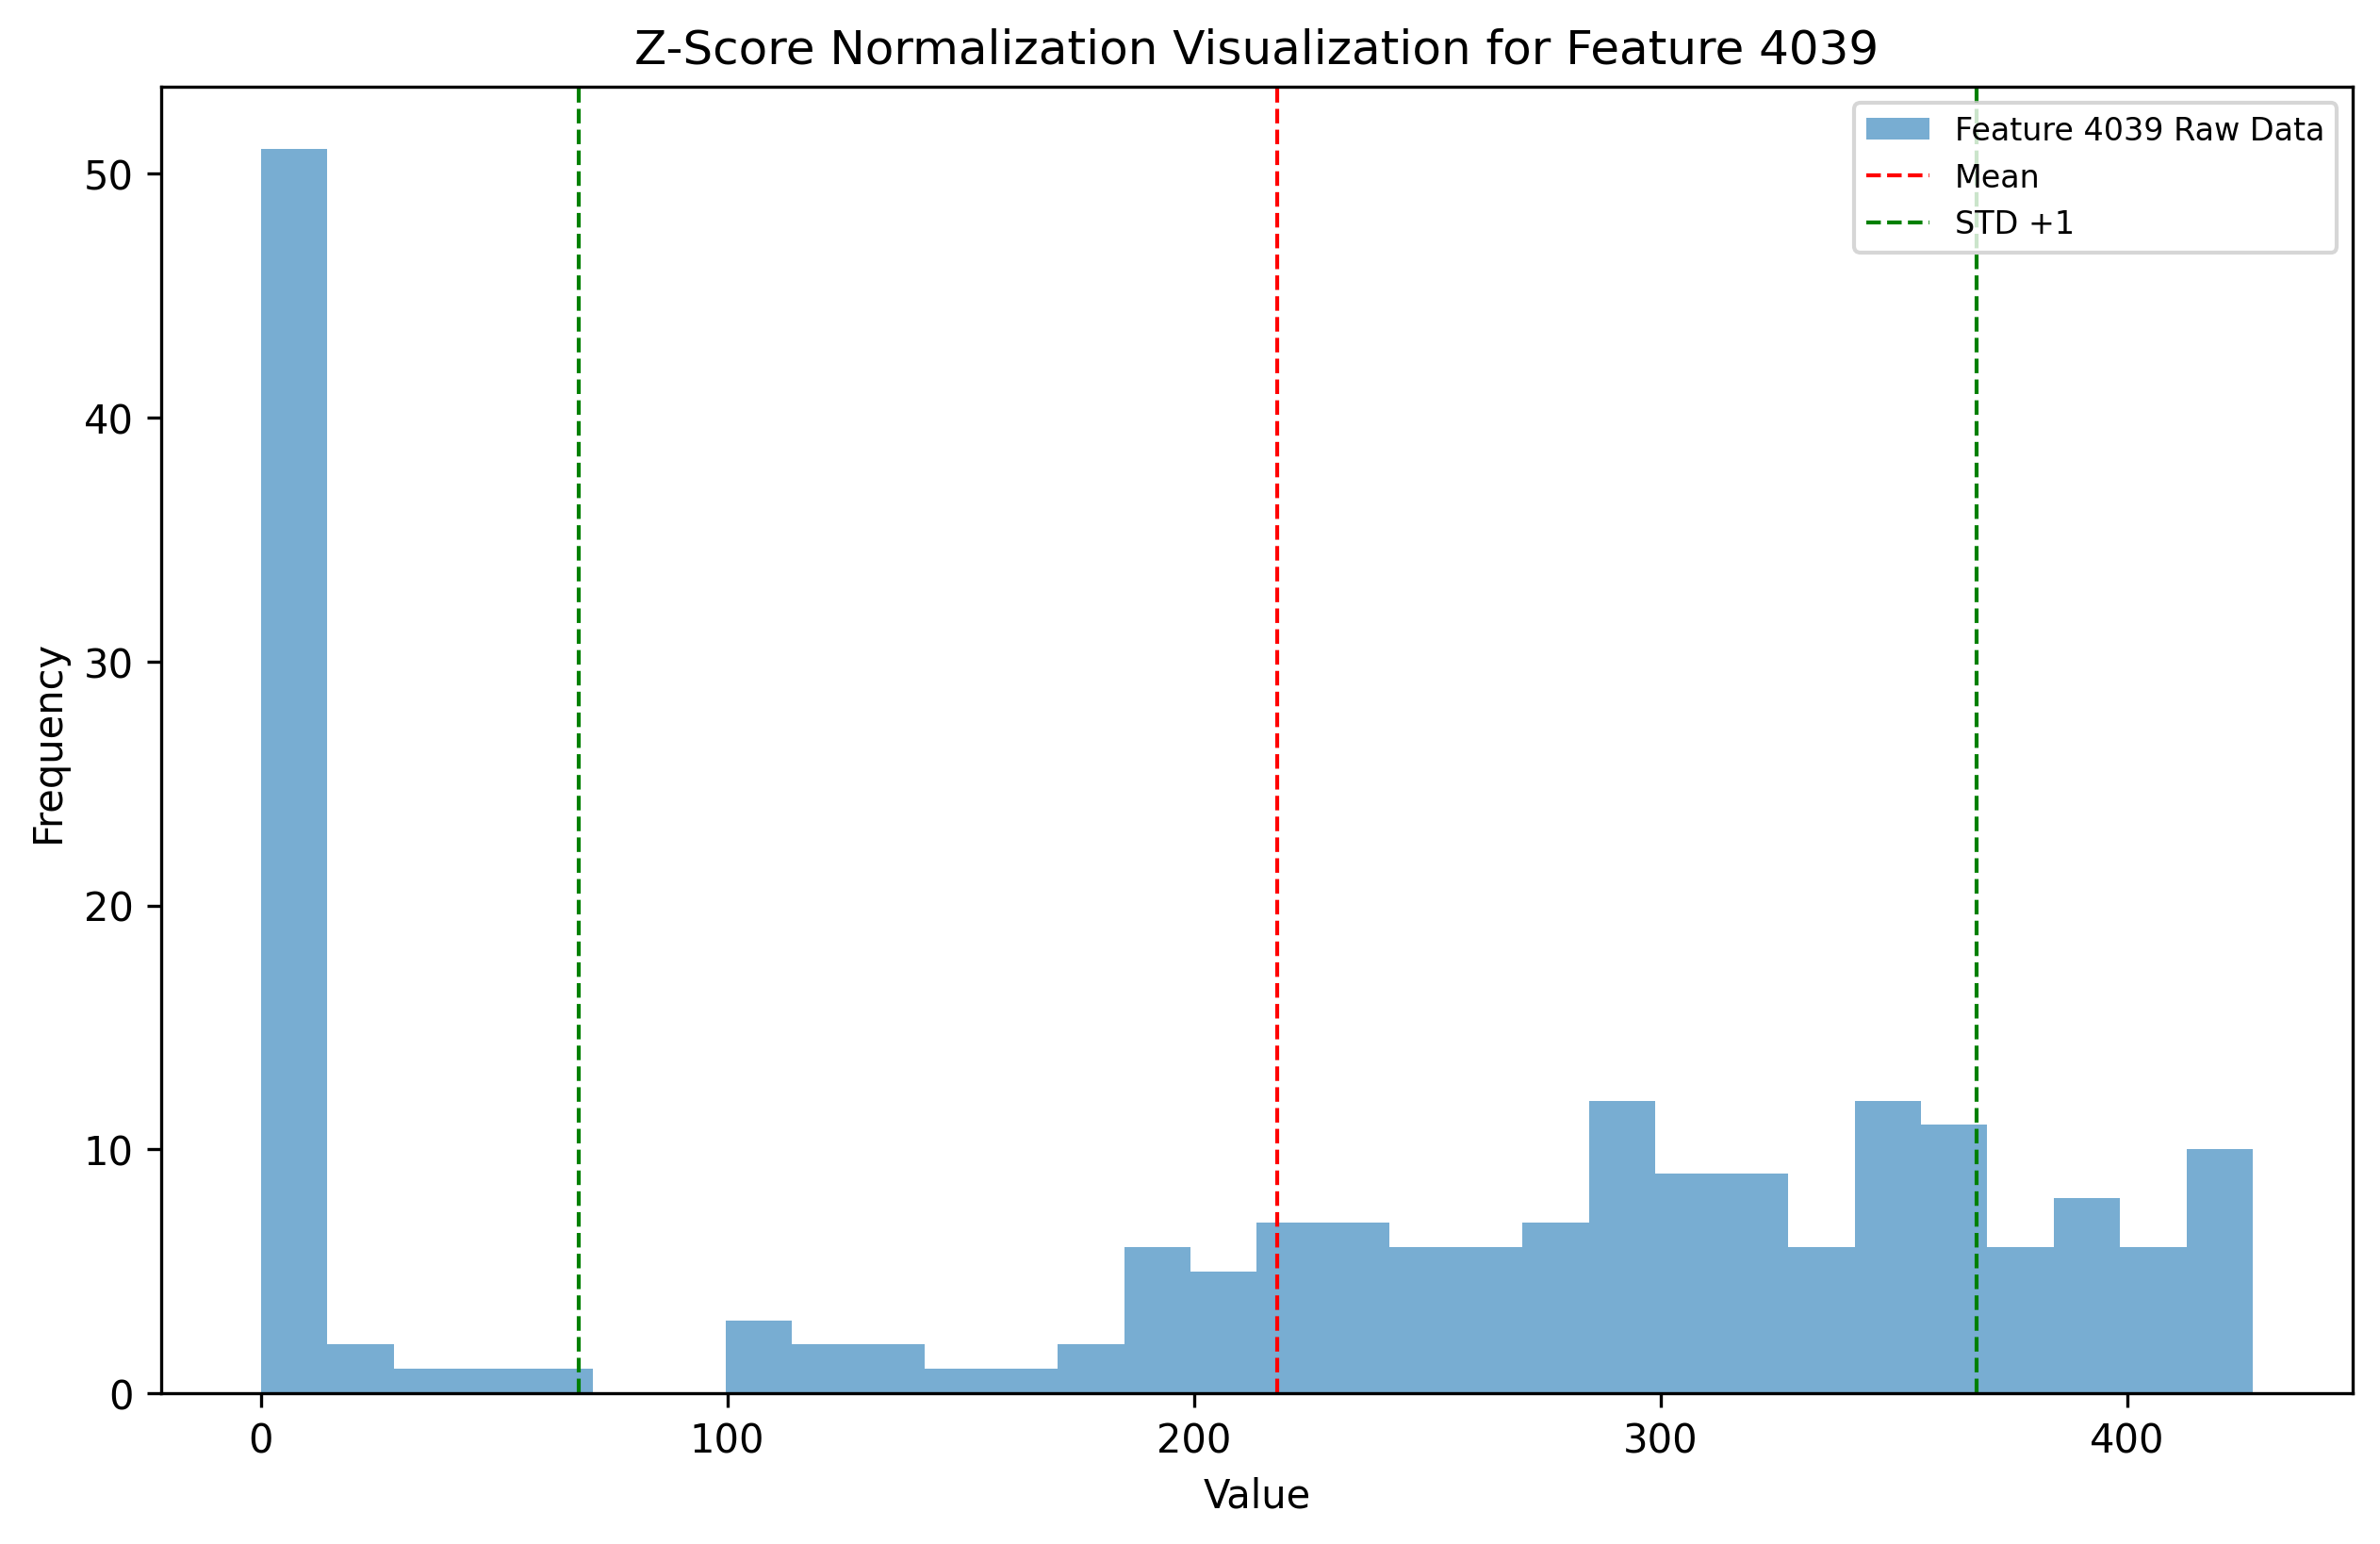 Z-Score Normalization Visualization for Feature 4039
Feature 4039 Raw Data
Mean
STD +1
50
40
30
20
10
0
Frequency
0 100 200 300 400
Value